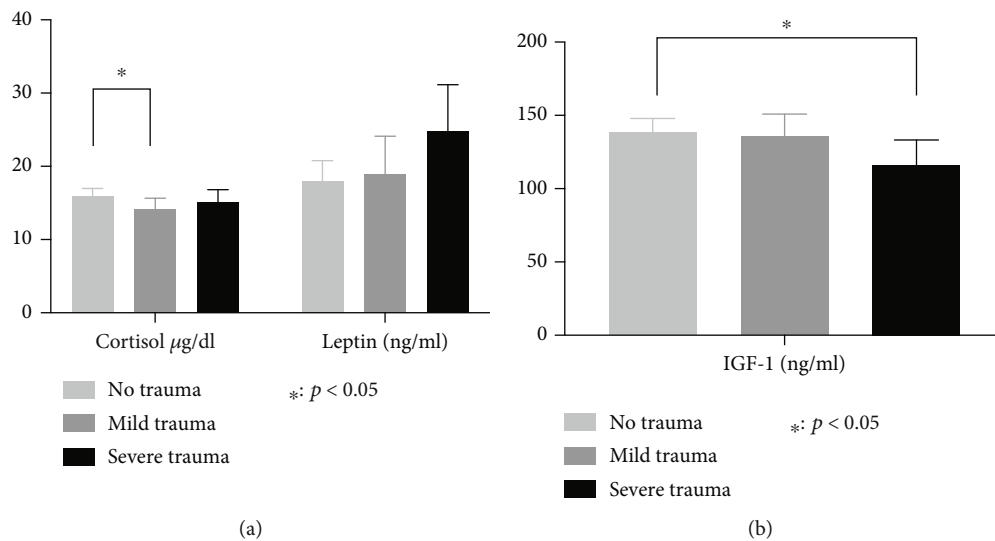 40
30
20
10
0
*
Cortisol μg/dl
Leptin (ng/ml)
No trauma
Mild trauma
Severe trauma
*: p < 0.05
(a)
200
150
100
50
0
*
IGF-1 (ng/ml)
No trauma
Mild trauma
Severe trauma
*: p < 0.05
(b)